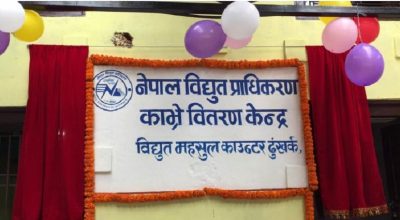 नेपाल विद्युत प्राधिकरण
काभ्रे वितरण केन्द्र
विद्युत महसुल काउन्टर ढुंखर्क,